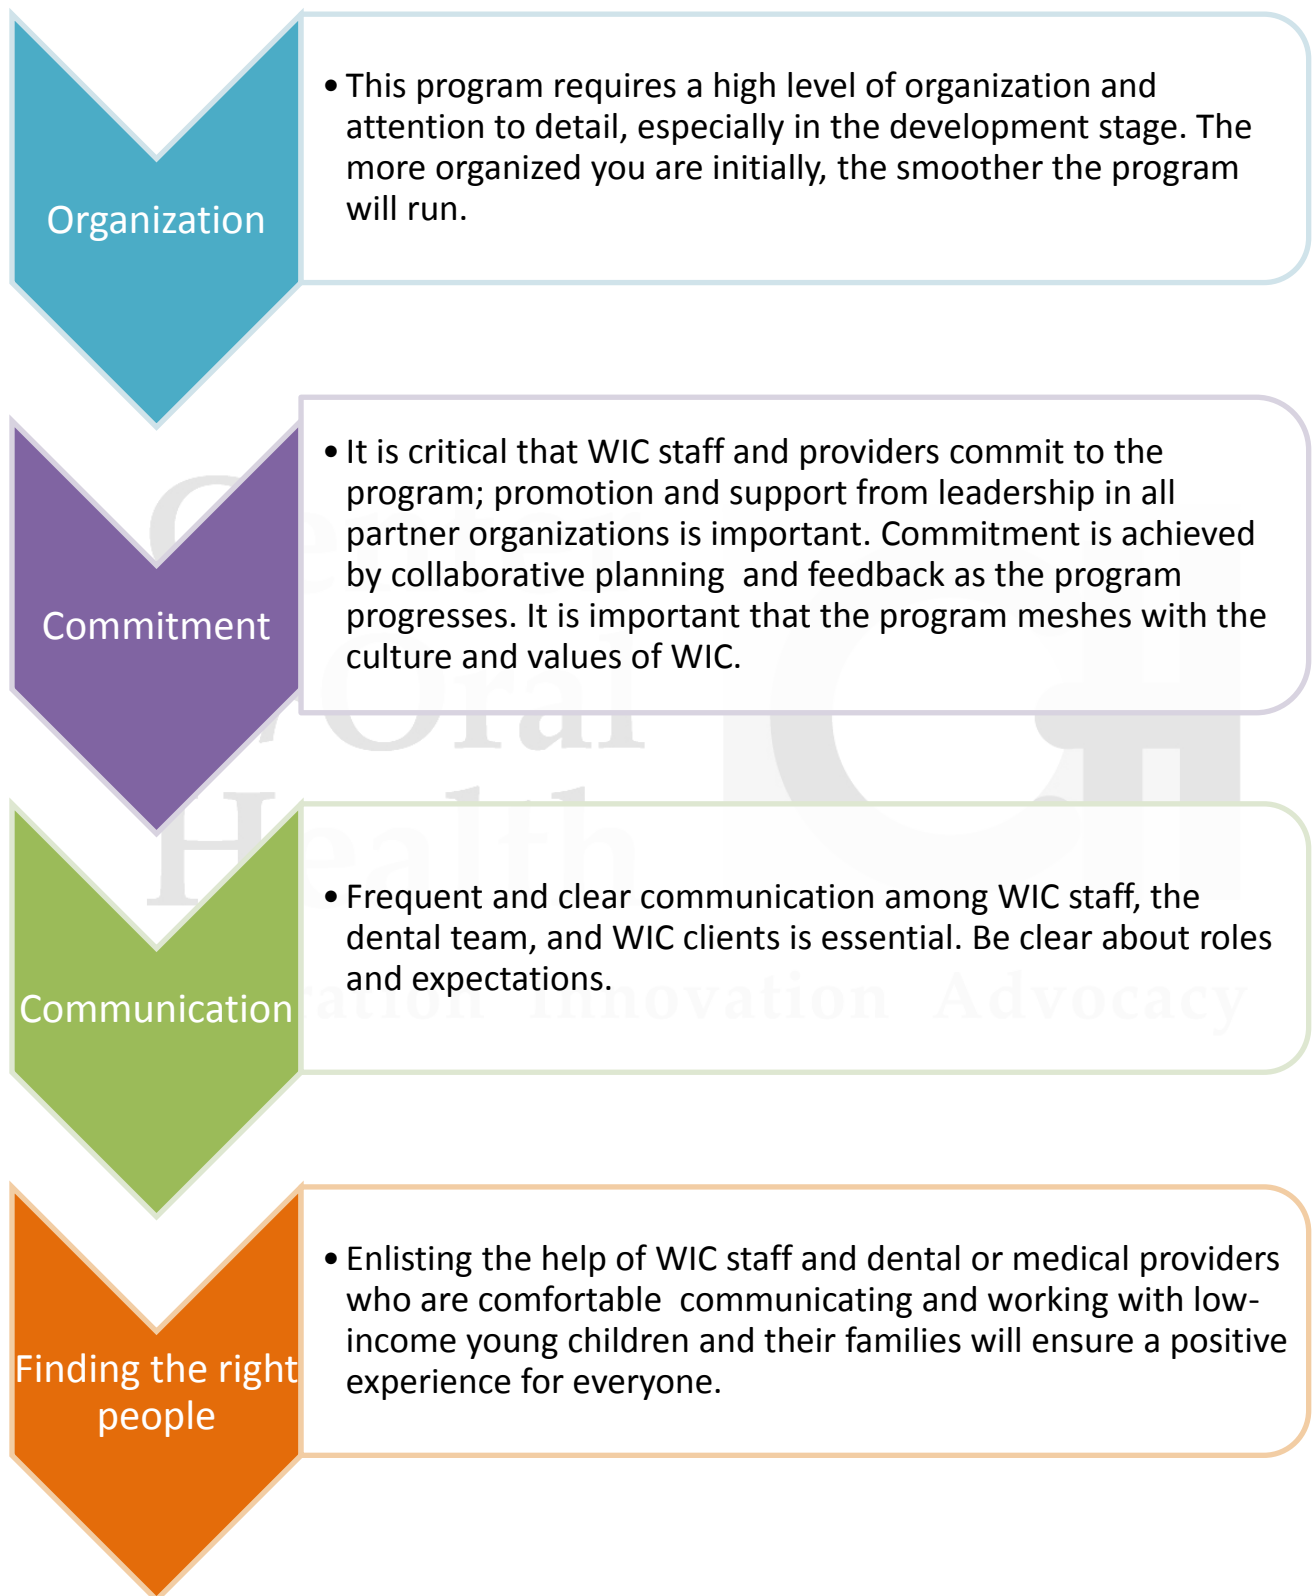 Organization
• This program requires a high level of organization and
attention to detail, especially in the development stage. The
more organized you are initially, the smoother the program
will run.
Commitment
• It is critical that WIC staff and providers commit to the
program; promotion and support from leadership in all
partner organizations is important. Commitment is achieved
by collaborative planning  and feedback as the program
progresses. It is important that the program meshes with the
culture and values of WIC.
Oral
Health
Communication
• Frequent and clear communication among WIC staff, the
dental team, and WIC clients is essential. Be clear about roles
and expectations.
Innovation Advocacy
Finding the right
people
• Enlisting the help of WIC staff and dental or medical providers
who are comfortable  communicating and working with low-
income young children and their families will ensure a positive
experience for everyone.